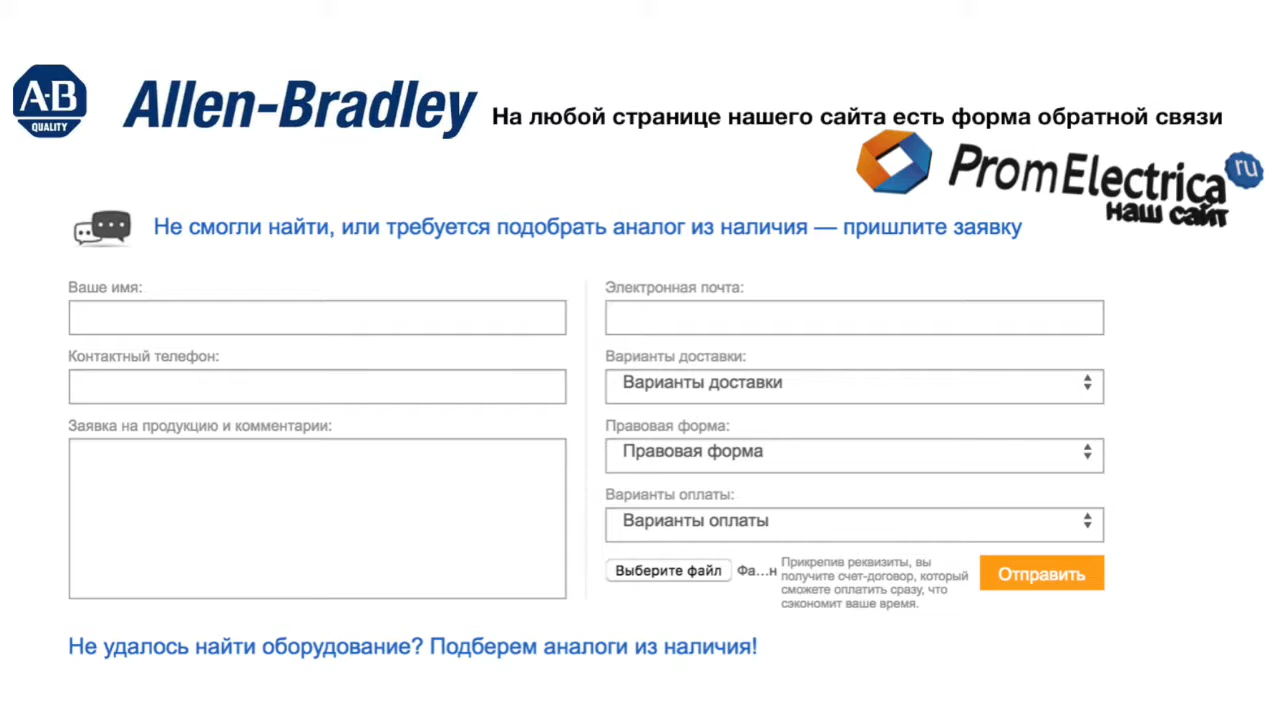 A-B
QUALITY
Allen-Bradley
На любой странице нашего сайта есть форма обратной связи
PromElectrica ru
наш сайт
Не смогли найти, или требуется подобрать аналог из наличия — пришлите заявку
Ваше имя:
Электронная почта:
Контактный телефон:
Варианты доставки:
Варианты доставки
Заявка на продукцию и комментарии:
Правовая форма:
Правовая форма
Варианты оплаты:
Варианты оплаты
Выберите файл Фа...н
Прикрепив реквизиты, вы
получите счет-договор, который
сможете оплатить сразу, что
сэкономит ваше время.
Отправить
Не удалось найти оборудование? Подберем аналоги из наличия!